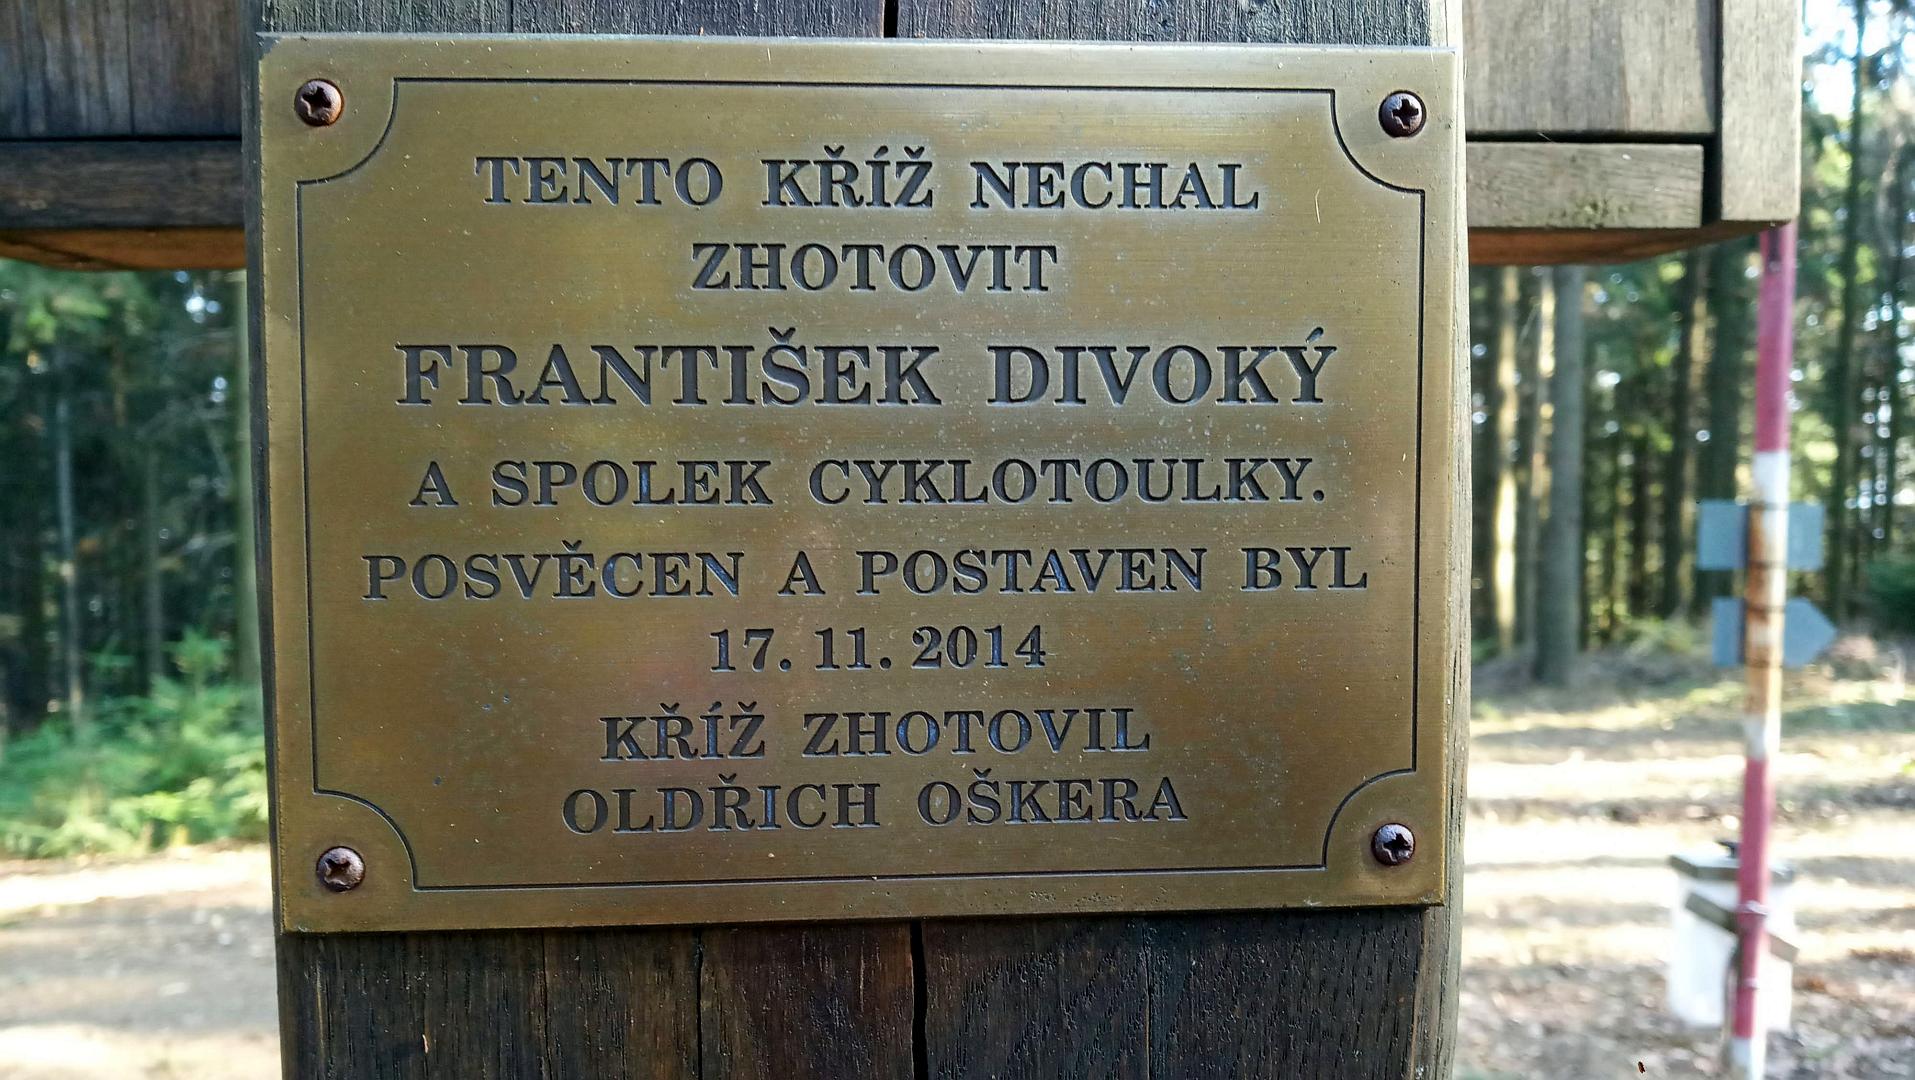 TENTO KŘÍŽ NECHAL
ZHOTOVIT
FRANTIŠEK DIVOKÝ
A SPOLEK CYKLOTOULKY.
POSVĚCEN A POSTAVEN BYL
17. 11. 2014
KŘÍŽ ZHOTOVIL
OLDŘICH OŠKERA